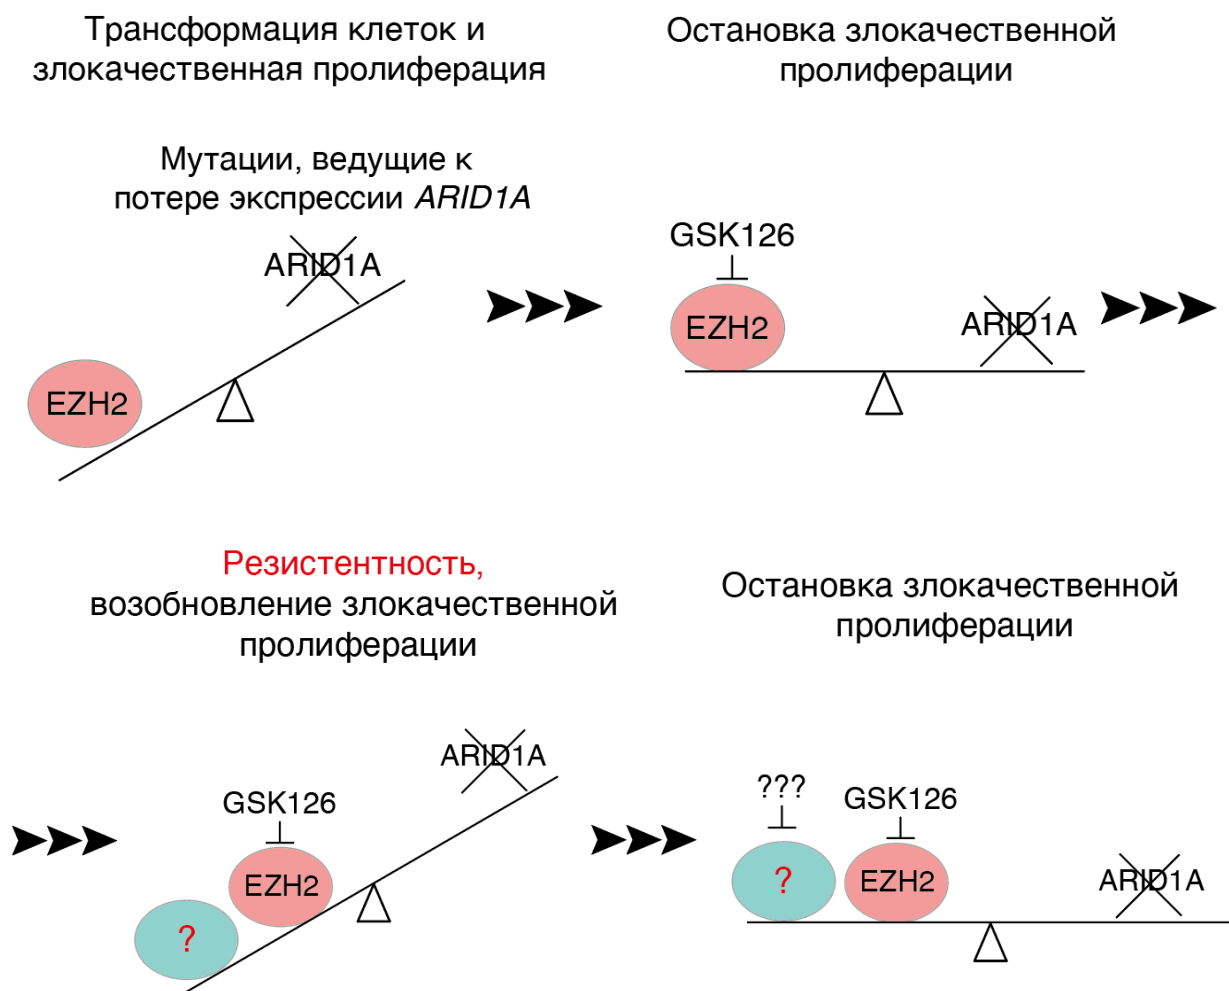 Трансформация клеток и
злокачественная пролиферация
Мутации, ведущие к
потере экспрессии ARID1A
ARID1A
EZH2
Остановка злокачественной
пролиферации
GSK126
EZH2
ARID1A
Резистентность,
возобновление злокачественной
пролиферации
ARID1A
GSK126
EZH2
?
Остановка злокачественной
пролиферации
???
GSK126
?
EZH2
ARID1A